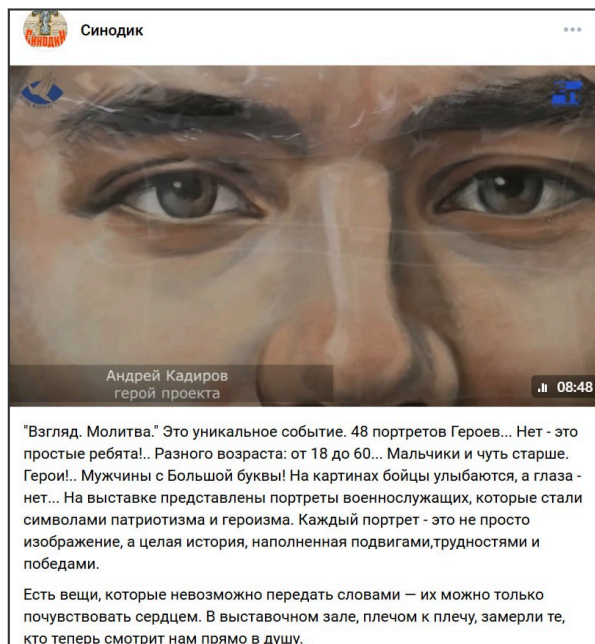 СИНОДИК
Синодик
Андрей Кадиров
герой проекта
08:48
"Взгляд. Молитва." Это уникальное событие. 48 портретов Героев... Нет - это
простые ребята!.. Разного возраста: от 18 до 60... Мальчики и чуть старше.
Герои!.. Мужчины с Большой буквы! На картинах бойцы улыбаются, а глаза -
нет... На выставке представлены портреты военнослужащих, которые стали
символами патриотизма и героизма. Каждый портрет - это не просто
изображение, а целая история, наполненная подвигами,трудностями и
победами.
Есть вещи, которые невозможно передать словами — их можно только
почувствовать сердцем. В выставочном зале, плечом к плечу, замерли те,
кто теперь смотрит нам прямо в душу.